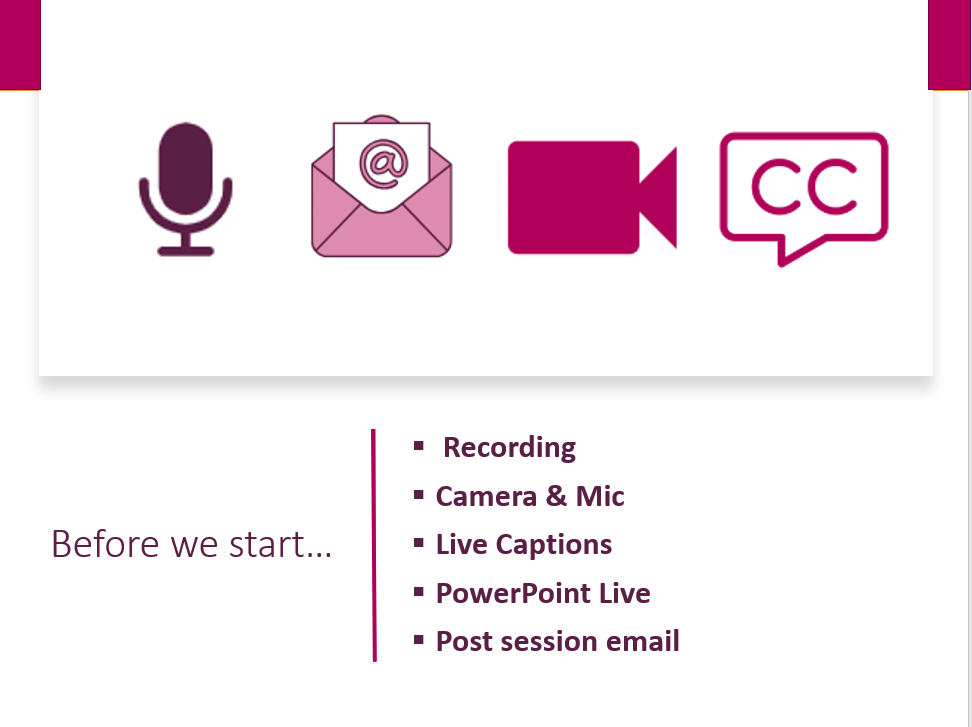 @
CC
Before we start...
▪ Recording
▪ Camera & Mic
▪ Live Captions
▪ PowerPoint Live
▪ Post session email